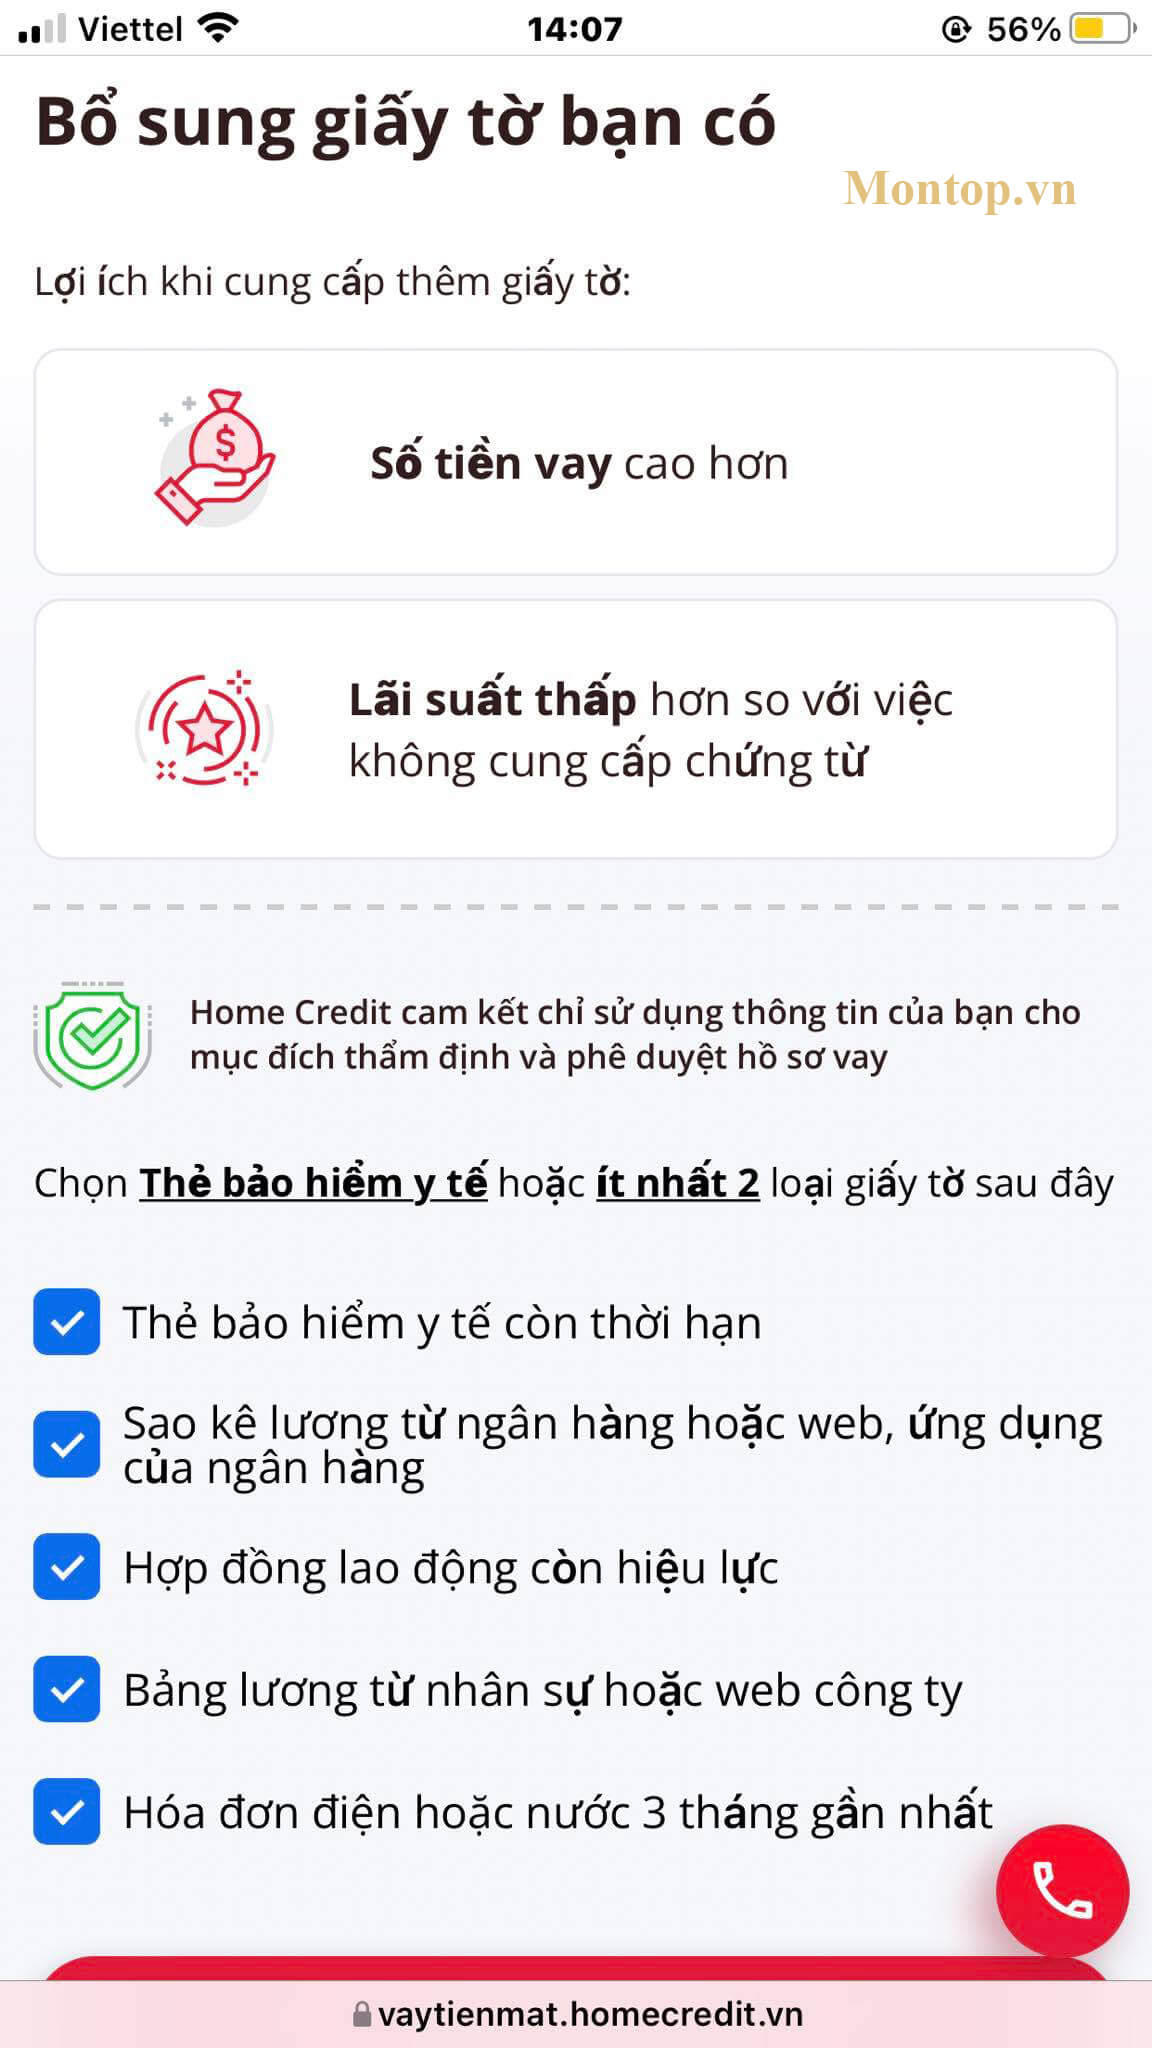 Viettel 14:07 56%
Bổ sung giấy tờ bạn có
Montop.vn
Lợi ích khi cung cấp thêm giấy tờ:
$
Số tiền vay cao hơn
Lãi suất thấp hơn so với việc
không cung cấp chứng từ
Home Credit cam kết chỉ sử dụng thông tin của bạn cho
mục đích thẩm định và phê duyệt hồ sơ vay
Chọn Thẻ bảo hiểm y tế hoặc ít nhất 2 loại giấy tờ sau đây
Thẻ bảo hiểm y tế còn thời hạn
Sao kê lương từ ngân hàng hoặc web, ứng dụng
của ngân hàng
Hợp đồng lao động còn hiệu lực
Bảng lương từ nhân sự hoặc web công ty
Hóa đơn điện hoặc nước 3 tháng gần nhất
vaytienmat.homecredit.vn